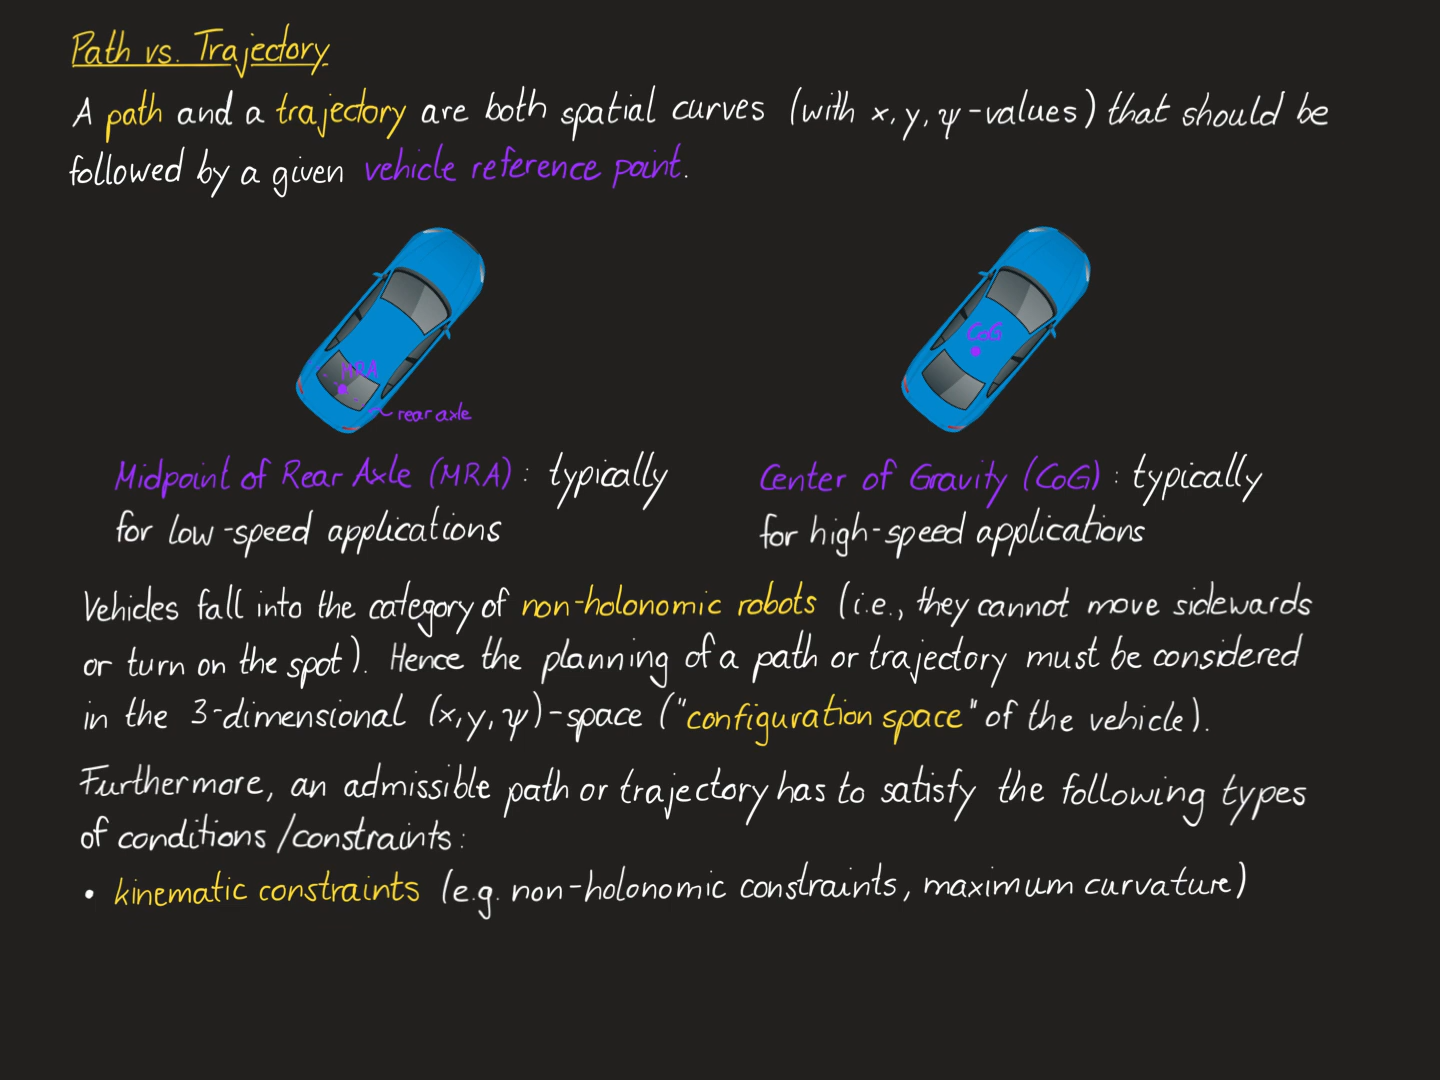 Path vs. Trajectory
A path and a trajectory are both spatial curves (with x, y, ψ-values) that should be
followed by a given vehicle reference point.
CoG
MRA
rear axle
Midpoint of Rear Axle (MRA): typically
for low-speed applications
Center of Gravity (CoG): typically
for high-speed applications
Vehicles fall into the category of non-holonomic robots (i.e., they cannot move sidewards
or turn on the spot). Hence the planning of a path or trajectory must be considered
in the 3-dimensional (x, y, ψ)-space ("configuration space" of the vehicle).
Furthermore, an admissible path or trajectory has to satisfy the following types
of conditions/constraints:
• kinematic constraints (e.g. non-holonomic constraints, maximum curvature)